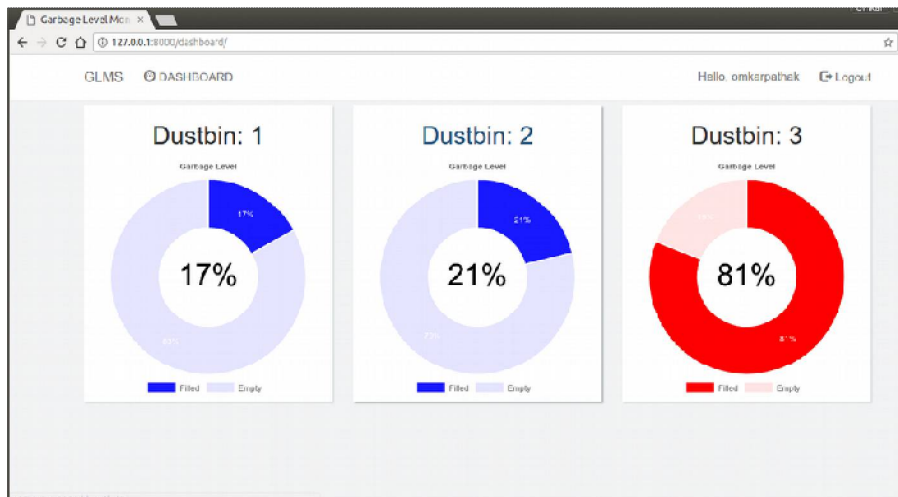 Garbage Level Mon
127.0.0.1:8000/dashboard/
GLMS DASHBOARD Hello, omkarpathak Logout
Dustbin: 1 Dustbin: 2 Dustbin: 3
Garbage Level Garbage Level Garbage Level
17% 21%
17% 21% 81%
81%
Filled Empty Filled Empty Filled Empty